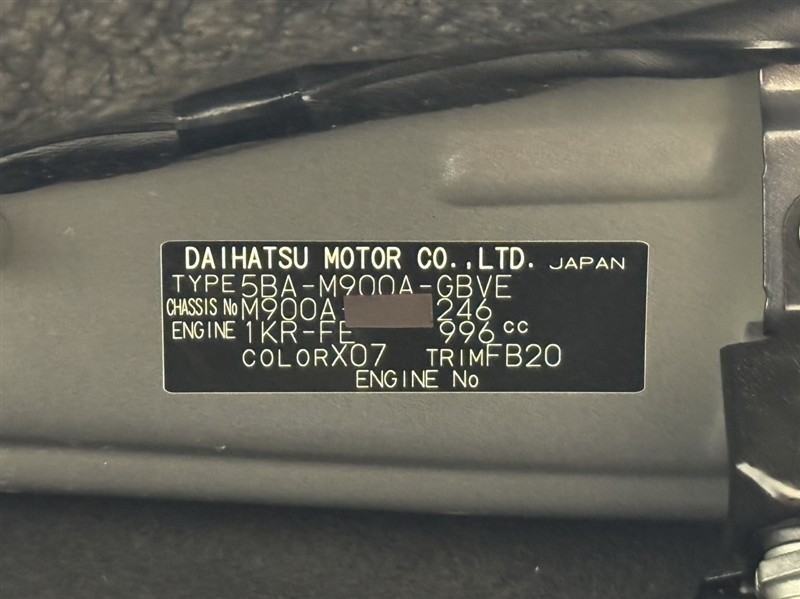 DAIHATSU MOTOR CO.,LTD. JAPAN
TYPE 5BA-M900A-GBVE
CHASSIS No M900A- 246
ENGINE 1KR-FE 996 cc
COLOR X07 TRIM FB20
ENGINE No